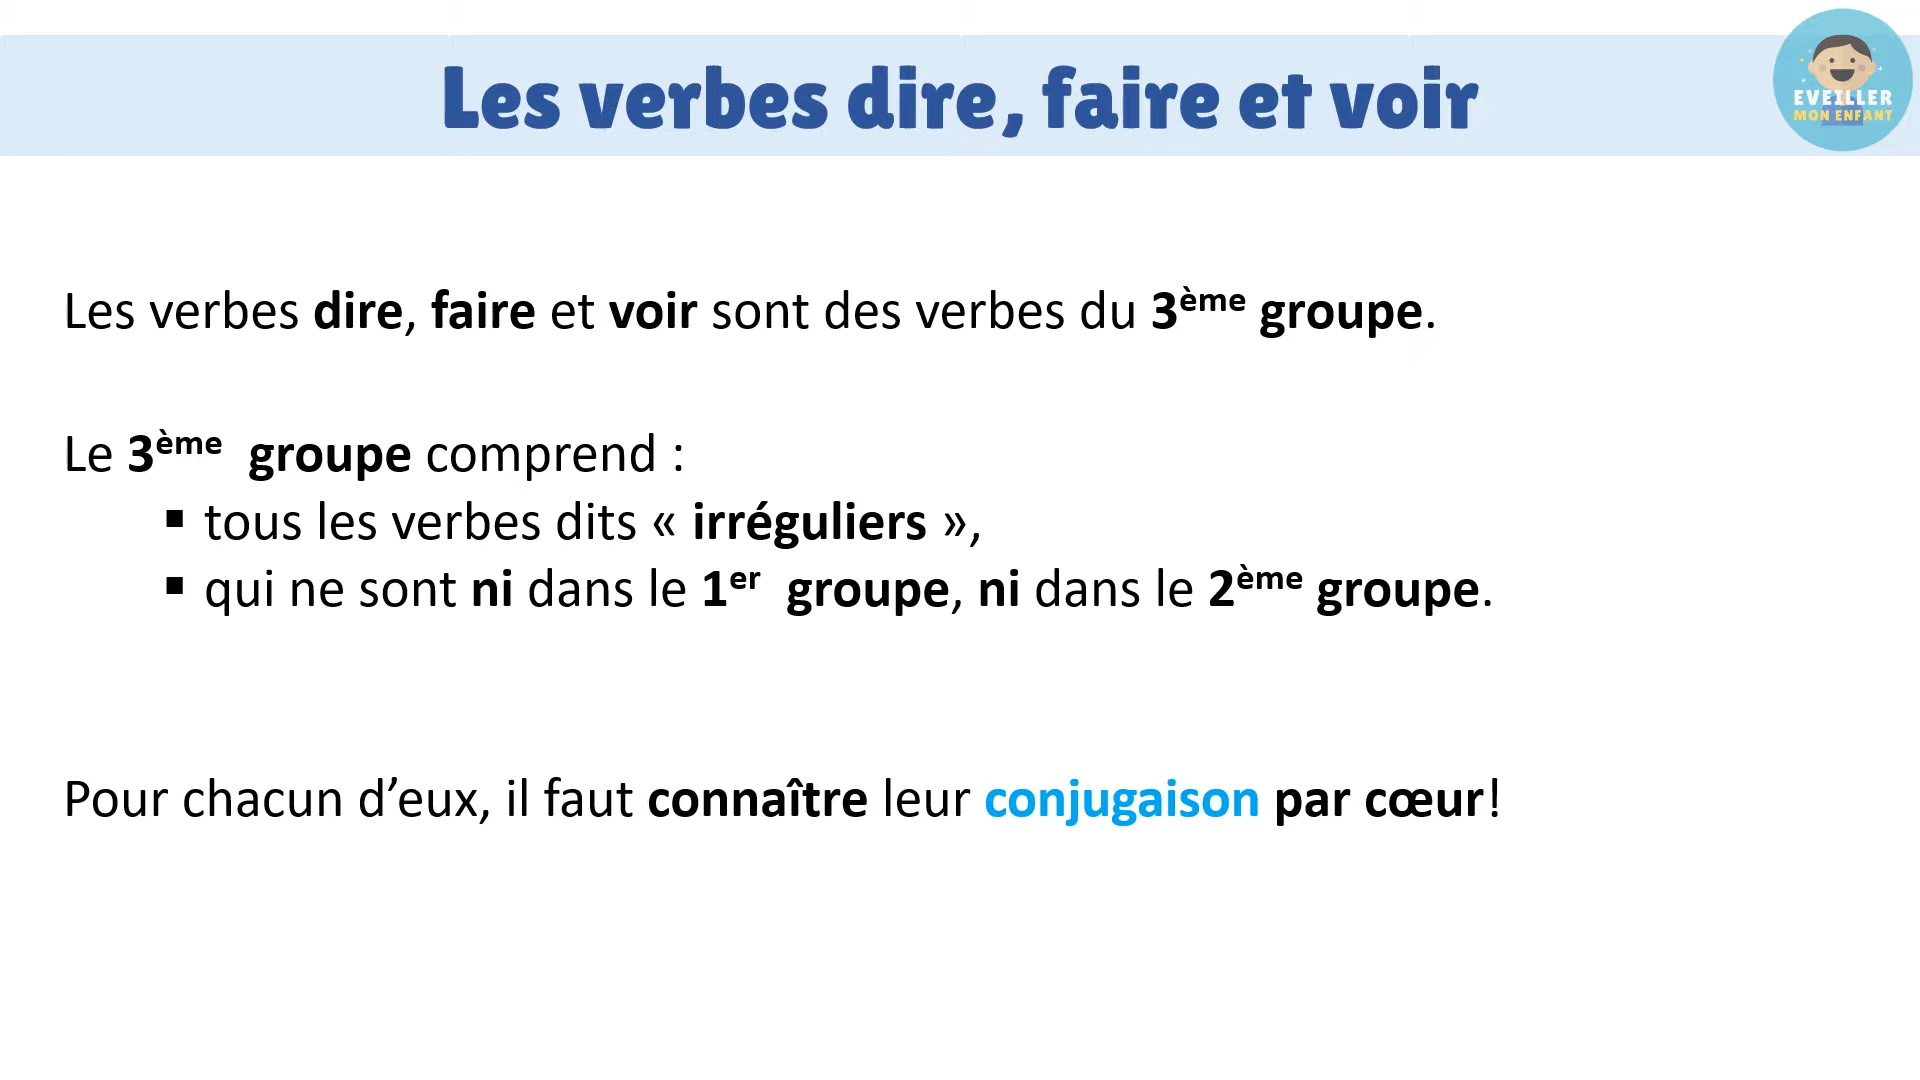 Les verbes dire, faire et voir
EVEILLER
MON ENFANT
Les verbes dire, faire et voir sont des verbes du 3ème groupe.
Le 3ème groupe comprend :
▪ tous les verbes dits « irréguliers »,
▪ qui ne sont ni dans le 1er groupe, ni dans le 2ème groupe.
Pour chacun d’eux, il faut connaître leur conjugaison par cœur!